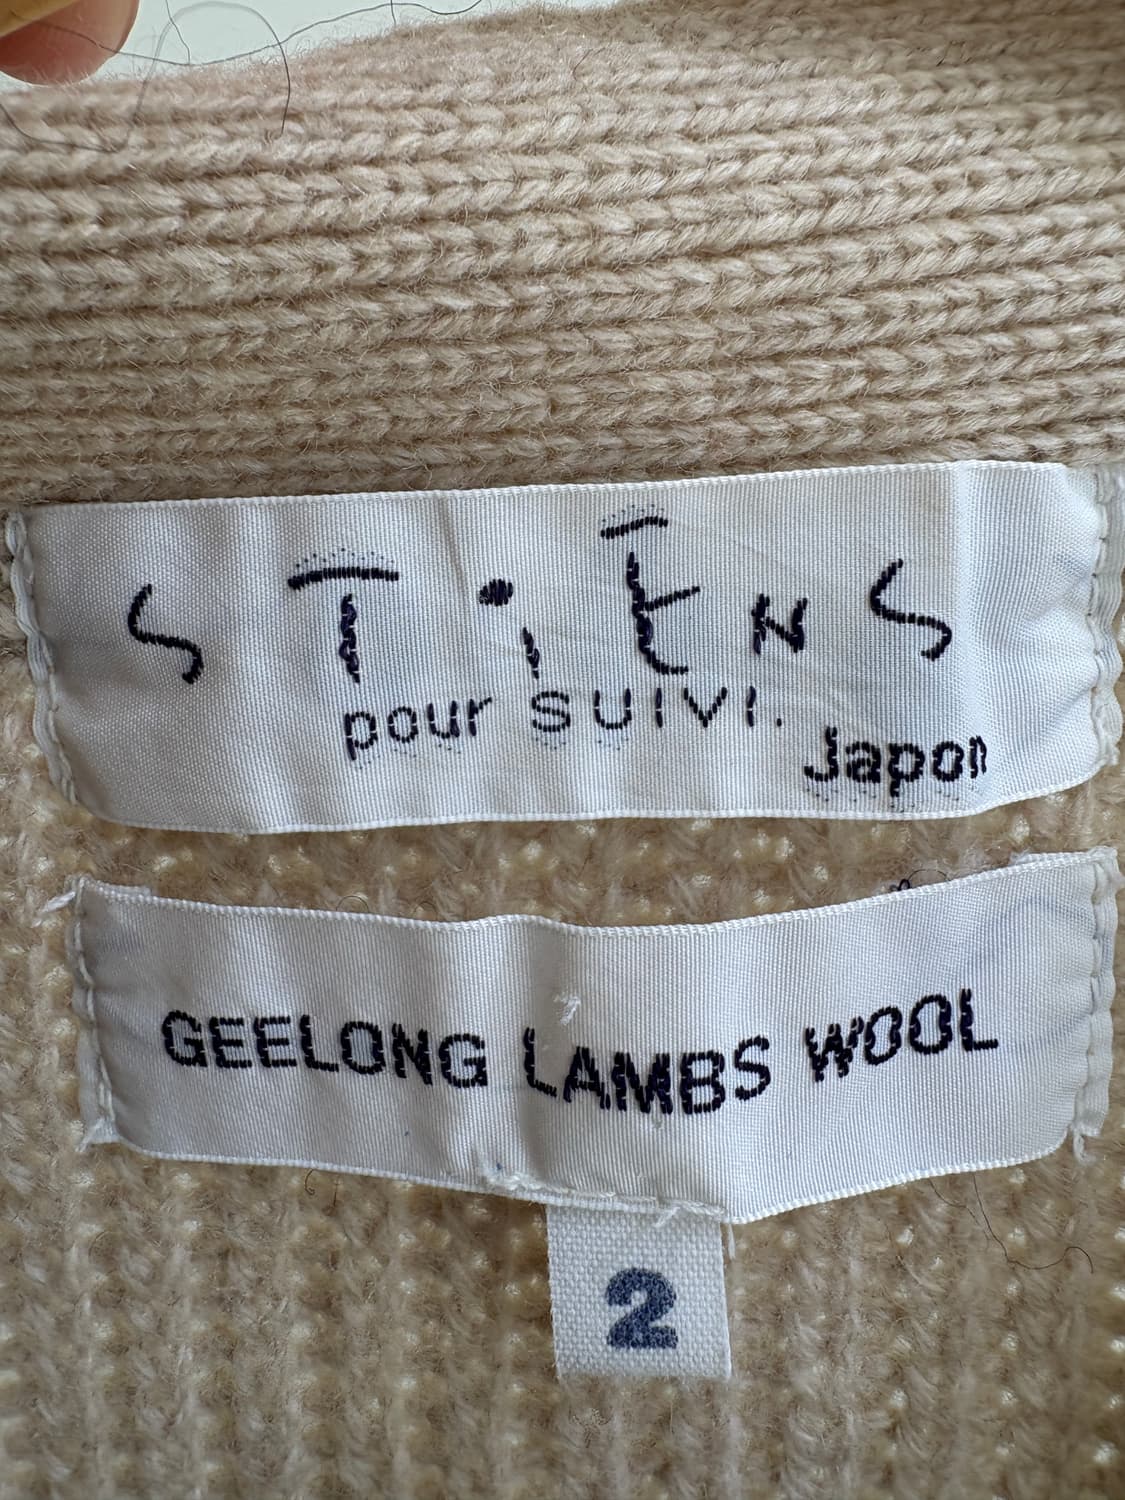 STiENS
pour suivi.
Japon
GEELONG LAMBS WOOL
2